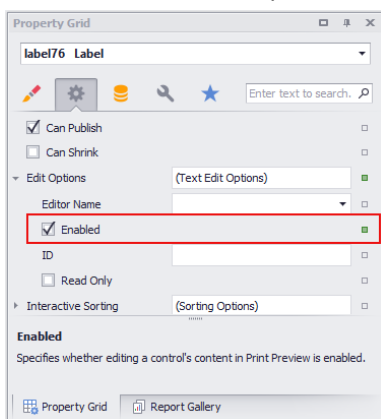 Property Grid
label76 Label
Enter text to search.
Can Publish
Can Shrink
Edit Options (Text Edit Options)
Editor Name
Enabled
ID
Read Only
Interactive Sorting (Sorting Options)
Enabled
Specifies whether editing a control's content in Print Preview is enabled.
Property Grid Report Gallery